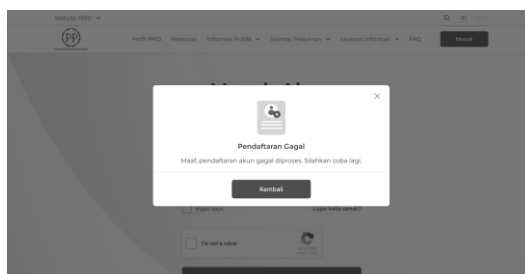 Website PPID
Profil PPID Peraturan Informasi Publik Standar Pelayanan Layanan Informasi FAQ Masuk
Pendaftaran Gagal
Maaf, pendaftaran akun gagal diproses. Silahkan coba lagi.
Kembali
Ingat saya Lupa kata sandi?
I'm not a robot